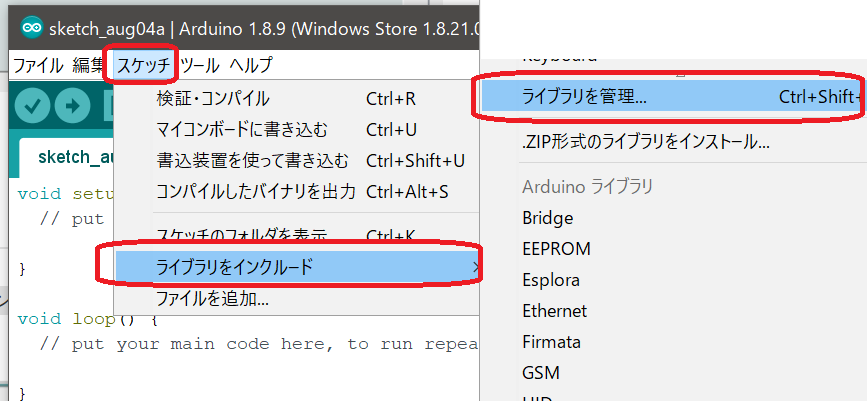 sketch_aug04a | Arduino 1.8.9 (Windows Store 1.8.21.0
ファイル 編集 スケッチ ツール ヘルプ
検証・コンパイル Ctrl+R
マイコンボードに書き込む Ctrl+U
書込装置を使って書き込む Ctrl+Shift+U
コンパイルしたバイナリを出力 Ctrl+Alt+S
スケッチのフォルダを表示 Ctrl+K
ライブラリをインクルード
ファイルを追加...
sketch_au
void setu
// put
}
void loop() {
// put your main code here, to run repea
}
Keyboard
ライブラリを管理... Ctrl+Shift+
.ZIP形式のライブラリをインストール...
Arduino ライブラリ
Bridge
EEPROM
Esplora
Ethernet
Firmata
GSM